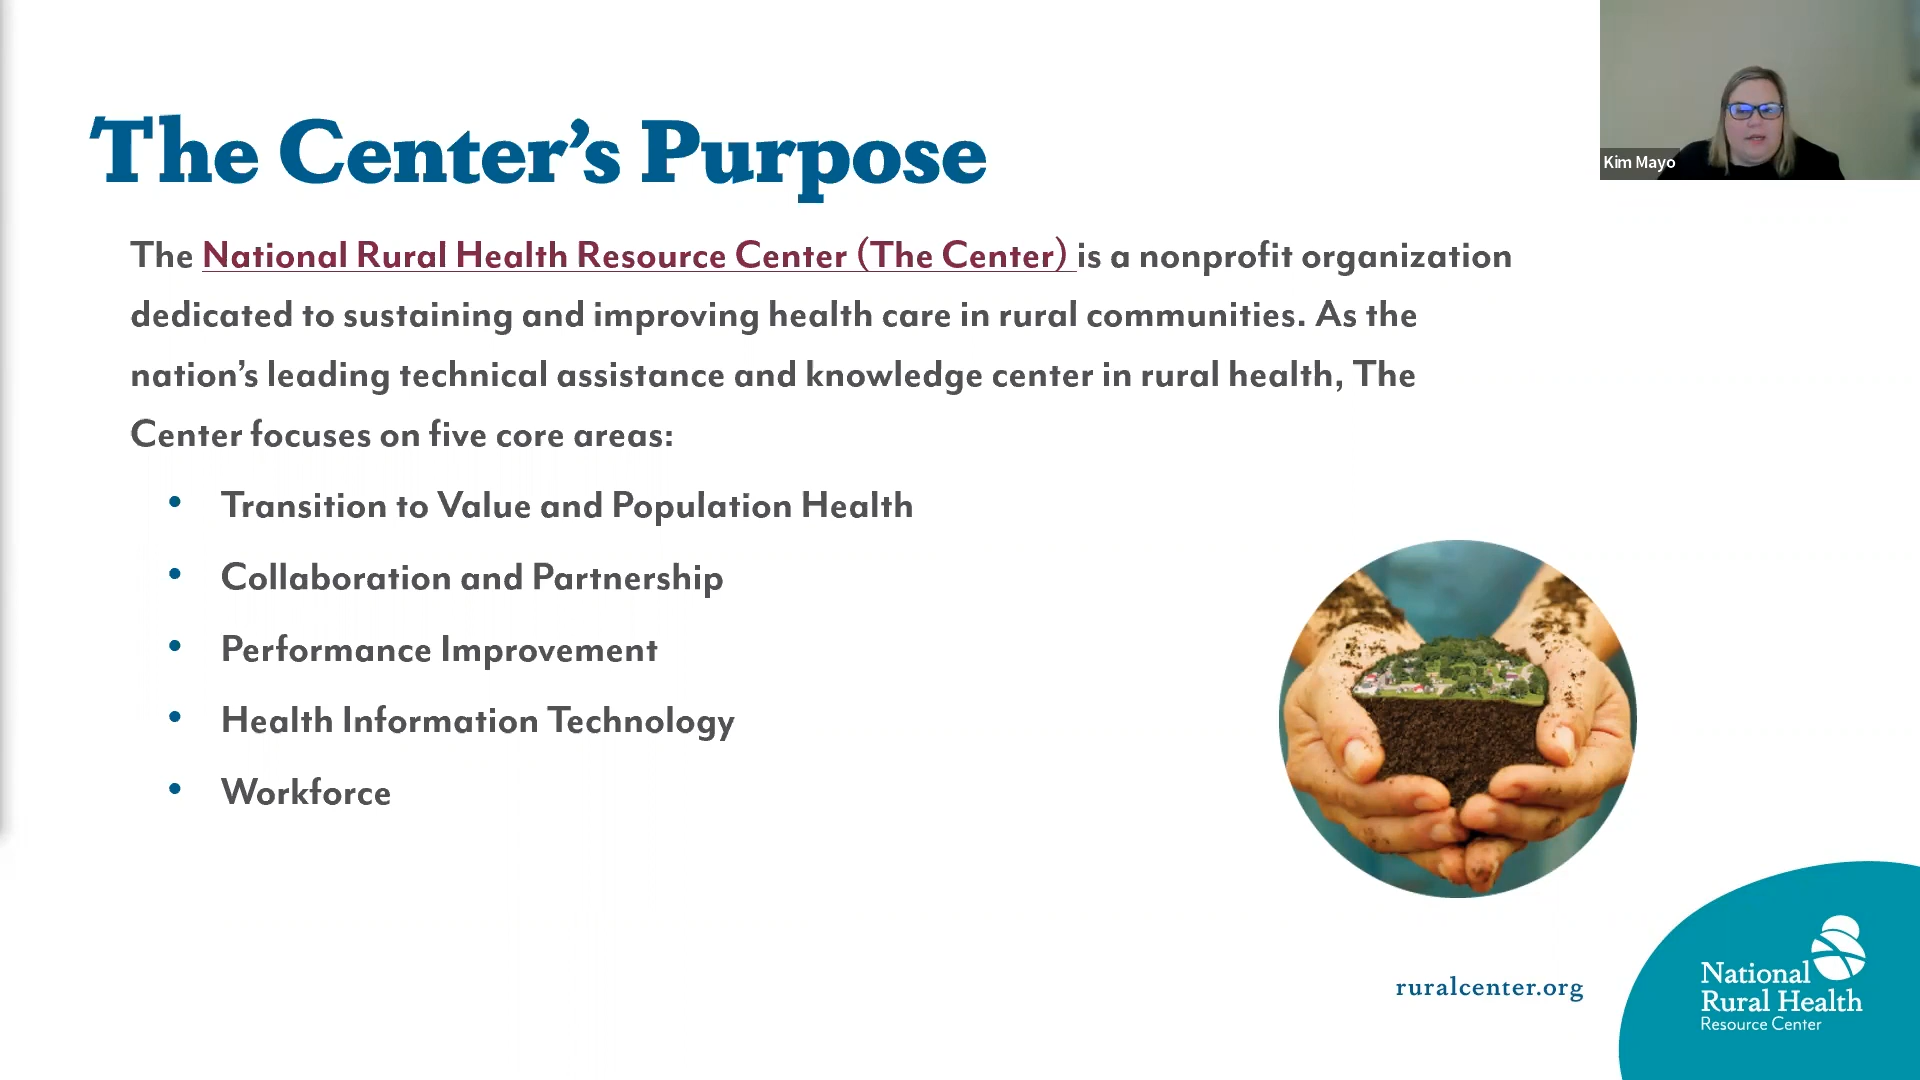 The Center’s Purpose
Kim Mayo
The National Rural Health Resource Center (The Center) is a nonprofit organization
dedicated to sustaining and improving health care in rural communities. As the
nation’s leading technical assistance and knowledge center in rural health, The
Center focuses on five core areas:
• Transition to Value and Population Health
• Collaboration and Partnership
• Performance Improvement
• Health Information Technology
• Workforce
ruralcenter.org
National
Rural Health
Resource Center